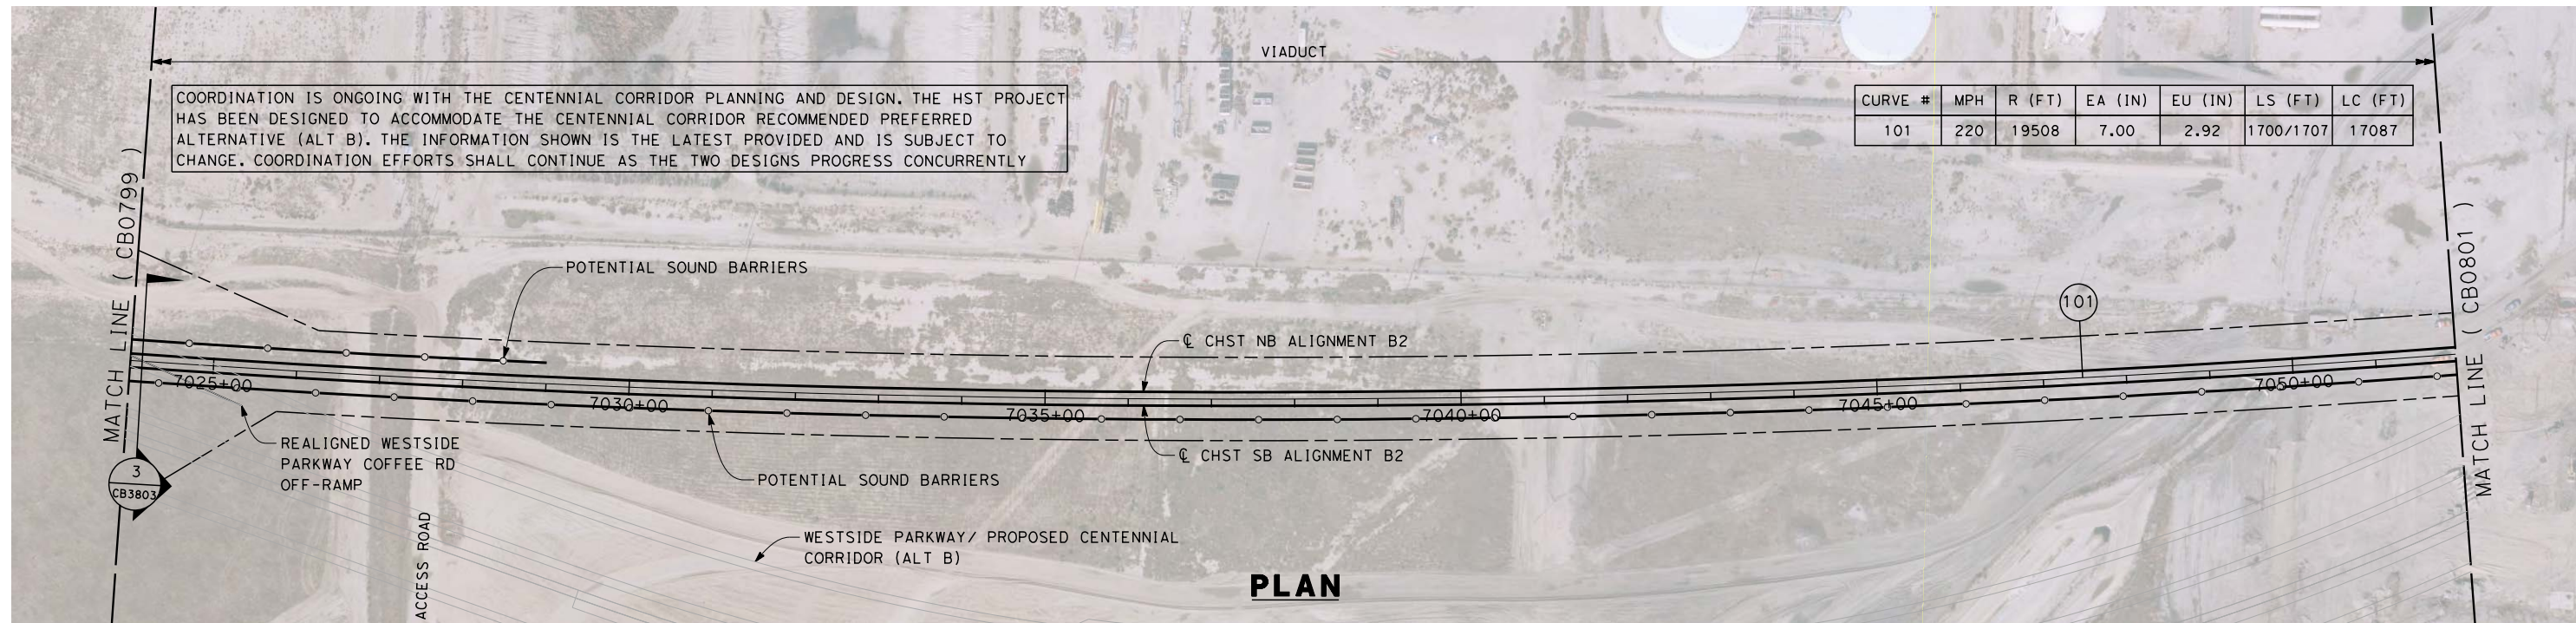 VIADUCT
COORDINATION IS ONGOING WITH THE CENTENNIAL CORRIDOR PLANNING AND DESIGN. THE HST PROJECT
HAS BEEN DESIGNED TO ACCOMMODATE THE CENTENNIAL CORRIDOR RECOMMENDED PREFERRED
ALTERNATIVE (ALT B). THE INFORMATION SHOWN IS THE LATEST PROVIDED AND IS SUBJECT TO
CHANGE. COORDINATION EFFORTS SHALL CONTINUE AS THE TWO DESIGNS PROGRESS CONCURRENTLY
CURVE # MPH R (FT) EA (IN) EU (IN) LS (FT) LC (FT)
101 220 19508 7.00 2.92 1700/1707 17087
MATCH LINE ( CB0799 )
POTENTIAL SOUND BARRIERS
101
MATCH LINE ( CB0801 )
℄ CHST NB ALIGNMENT B2
7025+00
7030+00
7035+00
7040+00
7045+00
7050+00
REALIGNED WESTSIDE
PARKWAY COFFEE RD
OFF-RAMP
℄ CHST SB ALIGNMENT B2
3
CB3803
POTENTIAL SOUND BARRIERS
ACCESS ROAD
WESTSIDE PARKWAY/ PROPOSED CENTENNIAL
CORRIDOR (ALT B)
PLAN